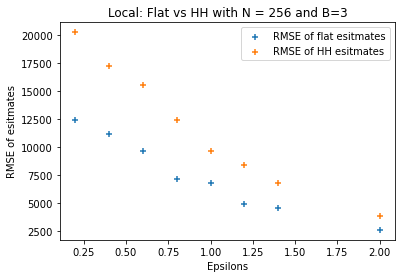 Local: Flat vs HH with N = 256 and B=3
RMSE of flat esitmates
RMSE of HH esitmates
RMSE of esitmates
20000
17500
15000
12500
10000
7500
5000
2500
0.25 0.50 0.75 1.00 1.25 1.50 1.75 2.00
Epsilons